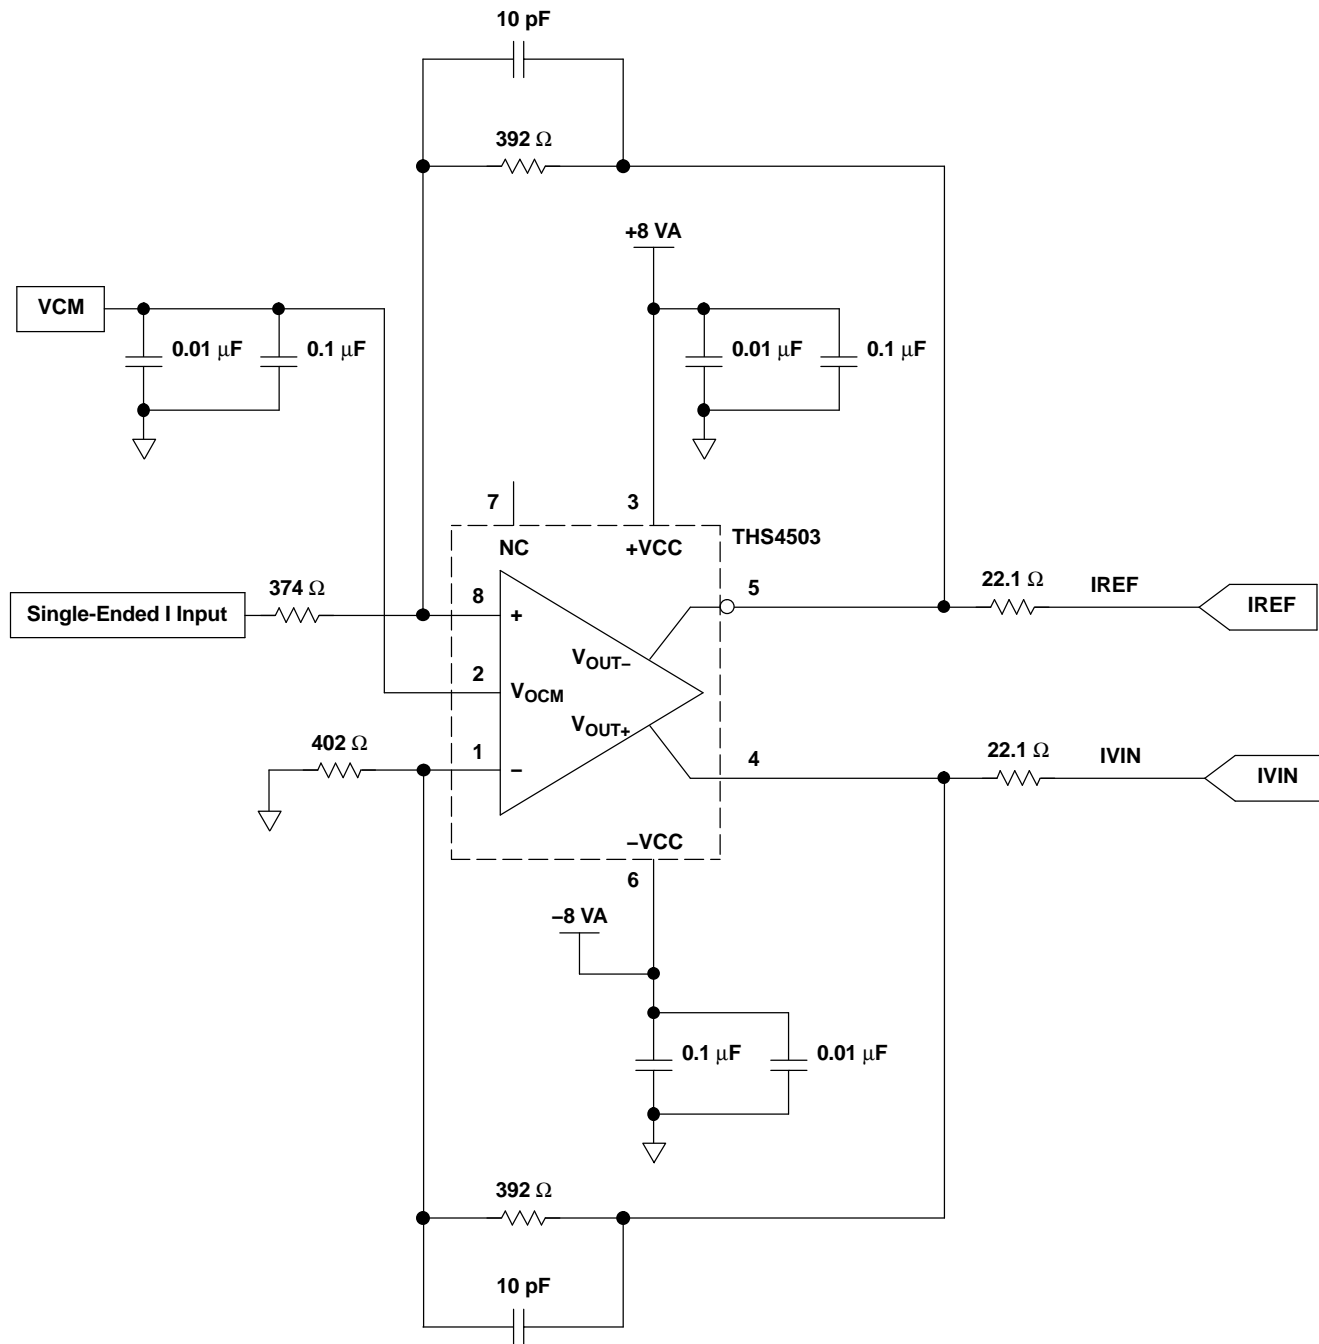 10 pF
392 Ω
+8 VA
VCM
0.01 μF
0.1 μF
0.01 μF
0.1 μF
7
3
THS4503
NC
+VCC
Single-Ended I Input
374 Ω
8
+
5
22.1 Ω
IREF
IREF
VOUT–
2
VOCM
VOUT+
402 Ω
1
–
4
22.1 Ω
IVIN
IVIN
–VCC
6
–8 VA
0.1 μF
0.01 μF
392 Ω
10 pF